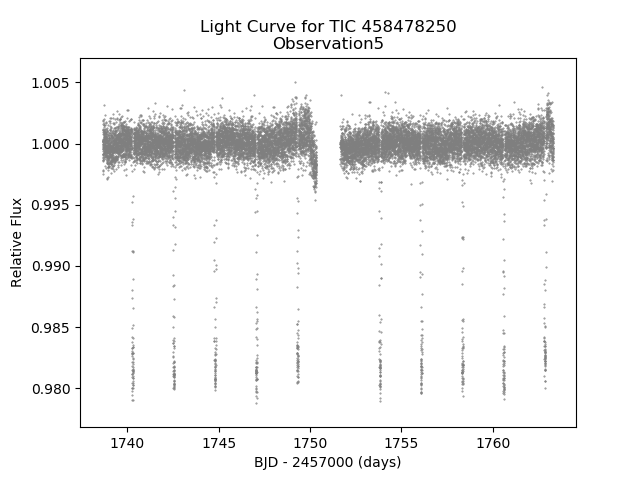 Light Curve for TIC 458478250
Observation5
1.005
1.000
0.995
0.990
0.985
0.980
Relative Flux
1740
1745
1750
1755
1760
BJD - 2457000 (days)